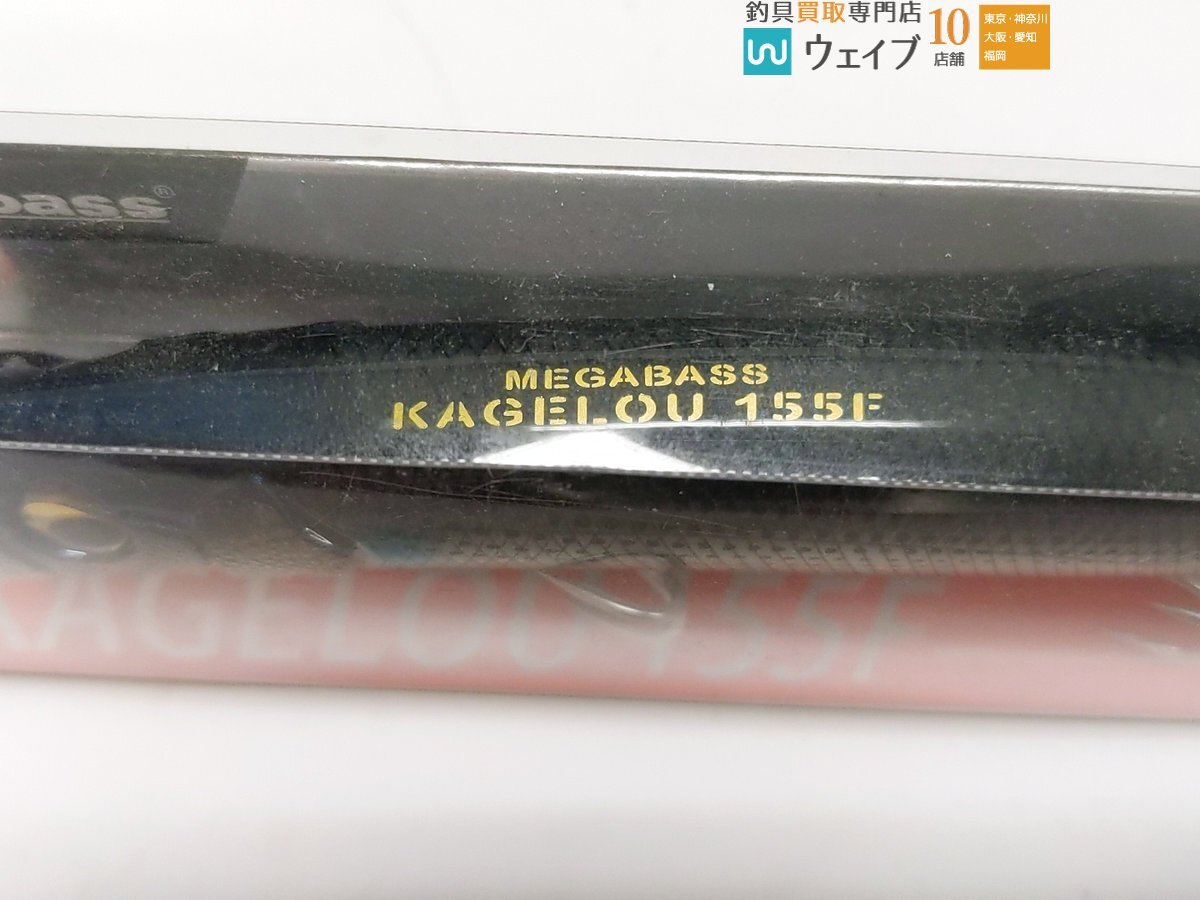 釣具買取専門店
ウェイブ
10
店舗
東京・神奈川
大阪・愛知
福岡
bass®
MEGABASS
KAGELOU 155F
KAGELOU 155F